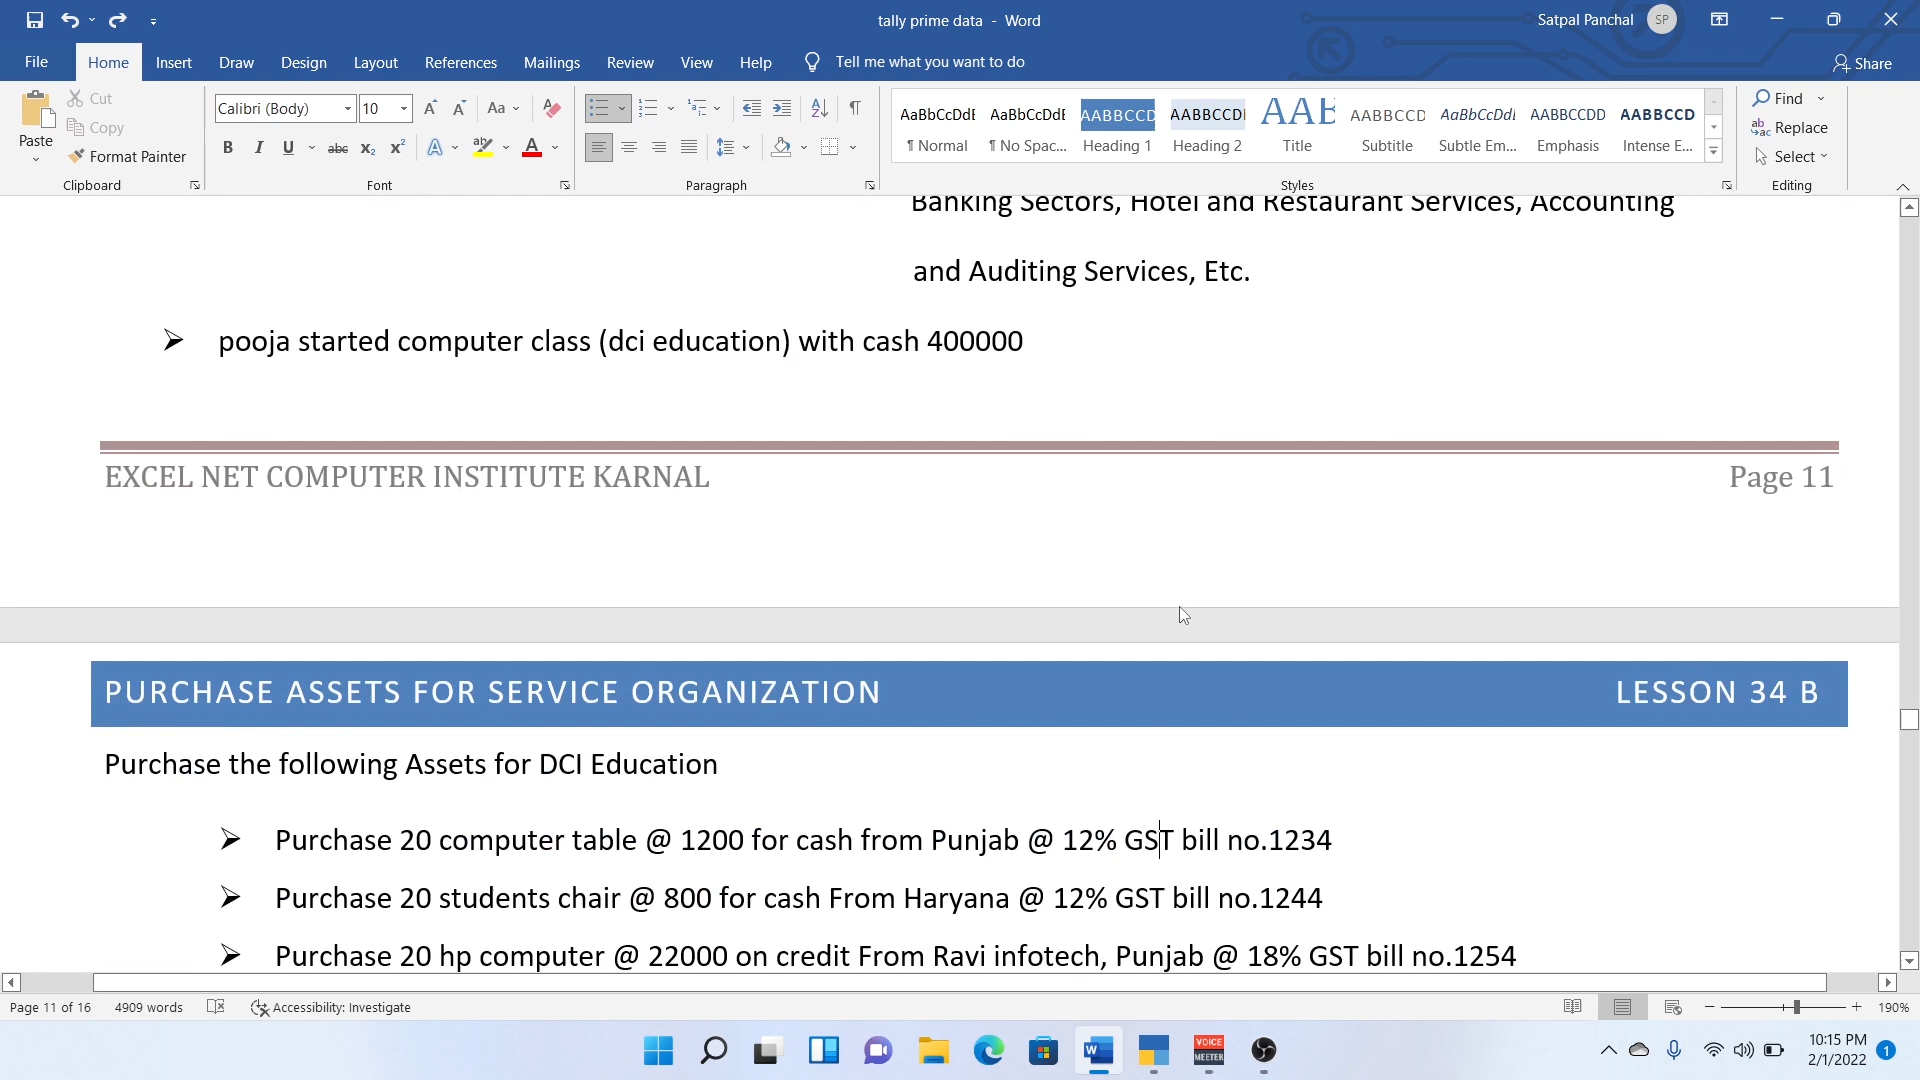 tally prime data - Word
Satpal Panchal SP
File Home Insert Draw Design Layout References Mailings Review View Help Tell me what you want to do Share
Paste Cut Copy Format Painter Clipboard
Calibri (Body) 10 Font
Paragraph
AaBbCcDdE AaBbCcDdE AABBCCD AABBCCDI AAB AABBCCD AaBbCcDdI AABBCCDD AABBCCD
¶ Normal ¶ No Spac... Heading 1 Heading 2 Title Subtitle Subtle Em... Emphasis Intense E...
Styles
Find Replace Select Editing
Banking Sectors, Hotel and Restaurant Services, Accounting
and Auditing Services, Etc.
➢ pooja started computer class (dci education) with cash 400000
EXCEL NET COMPUTER INSTITUTE KARNAL Page 11
PURCHASE ASSETS FOR SERVICE ORGANIZATION LESSON 34 B
Purchase the following Assets for DCI Education
➢ Purchase 20 computer table @ 1200 for cash from Punjab @ 12% GST bill no.1234
➢ Purchase 20 students chair @ 800 for cash From Haryana @ 12% GST bill no.1244
➢ Purchase 20 hp computer @ 22000 on credit From Ravi infotech, Punjab @ 18% GST bill no.1254
Page 11 of 16 4909 words Accessibility: Investigate 190%
VOICE
MEETER
10:15 PM
2/1/2022 1